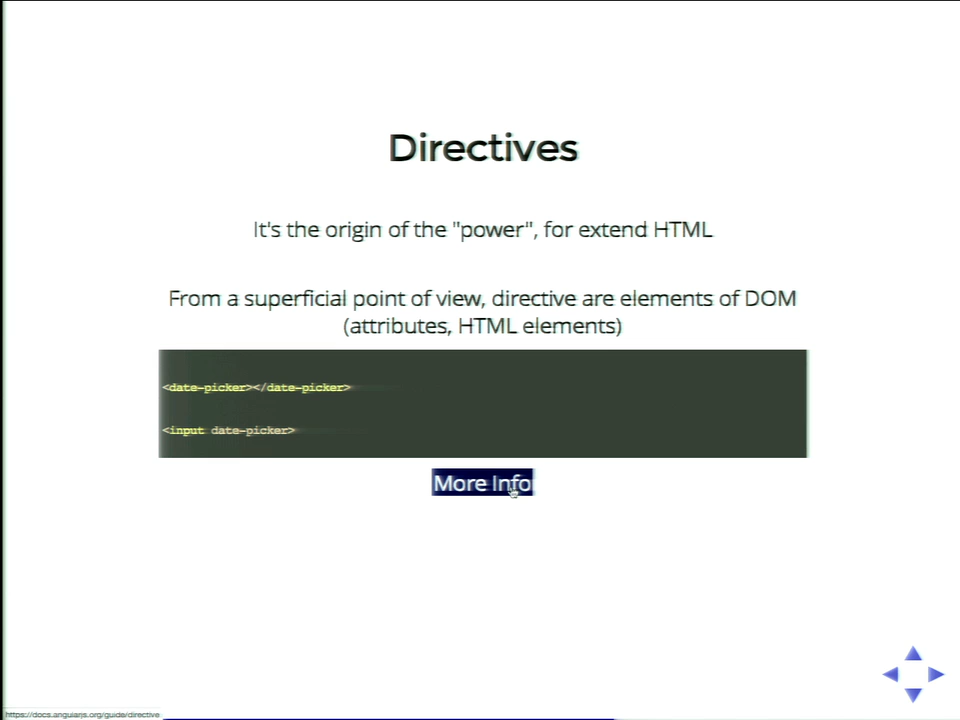 Directives
It's the origin of the "power", for extend HTML
From a superficial point of view, directive are elements of DOM
(attributes, HTML elements)
<date-picker></date-picker>
<input date-picker>
More Info
https://docs.angularjs.org/guide/directive